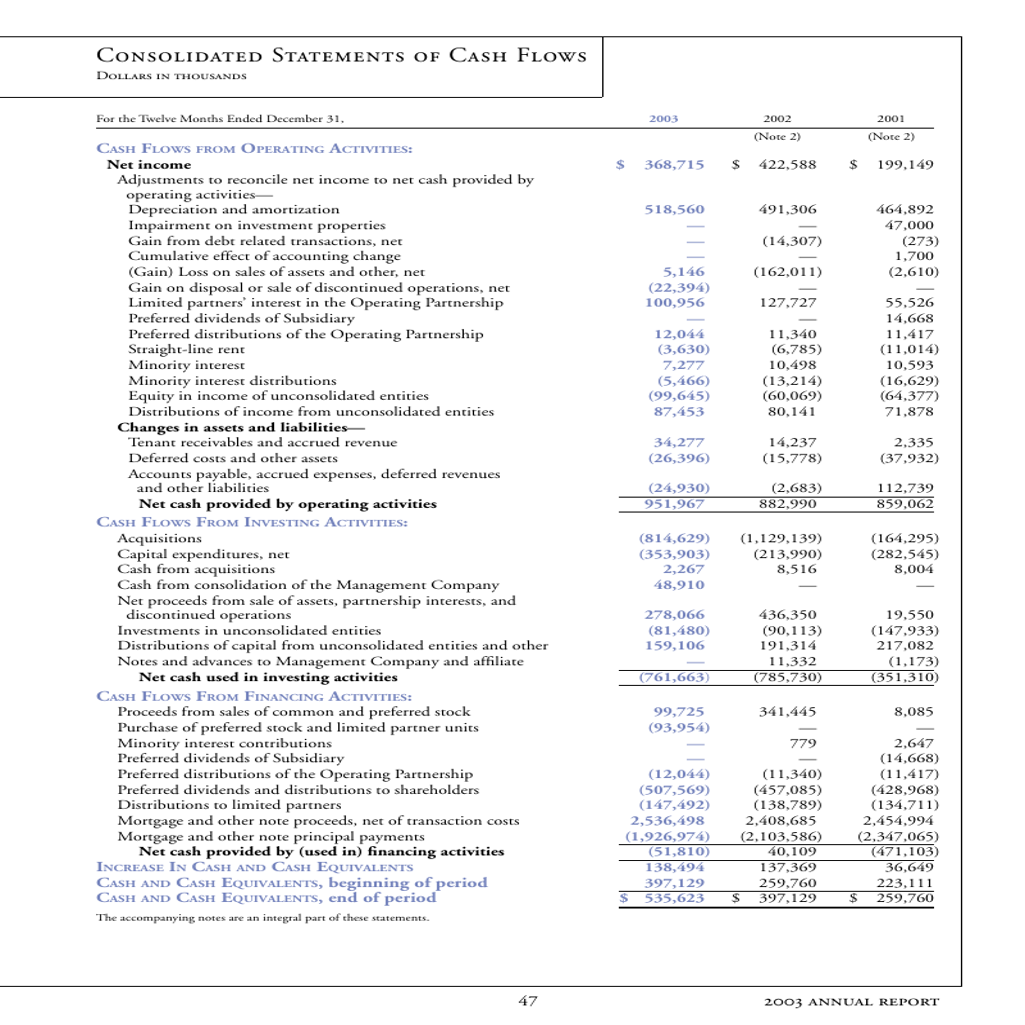 Consolidated Statements of Cash Flows
Dollars in thousands
For the Twelve Months Ended December 31, 2003 2002 2001
(Note 2) (Note 2)
Cash Flows from Operating Activities:
Net income $ 368,715 $ 422,588 $ 199,149
Adjustments to reconcile net income to net cash provided by
operating activities—
Depreciation and amortization 518,560 491,306 464,892
Impairment on investment properties — — 47,000
Gain from debt related transactions, net — (14,307) (273)
Cumulative effect of accounting change — — 1,700
(Gain) Loss on sales of assets and other, net 5,146 (162,011) (2,610)
Gain on disposal or sale of discontinued operations, net (22,394) — —
Limited partners' interest in the Operating Partnership 100,956 127,727 55,526
Preferred dividends of Subsidiary — — 14,668
Preferred distributions of the Operating Partnership 12,044 11,340 11,417
Straight-line rent (3,630) (6,785) (11,014)
Minority interest 7,277 10,498 10,593
Minority interest distributions (5,466) (13,214) (16,629)
Equity in income of unconsolidated entities (99,645) (60,069) (64,377)
Distributions of income from unconsolidated entities 87,453 80,141 71,878
Changes in assets and liabilities—
Tenant receivables and accrued revenue 34,277 14,237 2,335
Deferred costs and other assets (26,396) (15,778) (37,932)
Accounts payable, accrued expenses, deferred revenues
and other liabilities (24,930) (2,683) 112,739
Net cash provided by operating activities 951,967 882,990 859,062
Cash Flows From Investing Activities:
Acquisitions (814,629) (1,129,139) (164,295)
Capital expenditures, net (353,903) (213,990) (282,545)
Cash from acquisitions 2,267 8,516 8,004
Cash from consolidation of the Management Company 48,910 — —
Net proceeds from sale of assets, partnership interests, and
discontinued operations 278,066 436,350 19,550
Investments in unconsolidated entities (81,480) (90,113) (147,933)
Distributions of capital from unconsolidated entities and other 159,106 191,314 217,082
Notes and advances to Management Company and affiliate — 11,332 (1,173)
Net cash used in investing activities (761,663) (785,730) (351,310)
Cash Flows From Financing Activities:
Proceeds from sales of common and preferred stock 99,725 341,445 8,085
Purchase of preferred stock and limited partner units (93,954) — —
Minority interest contributions — 779 2,647
Preferred dividends of Subsidiary — — (14,668)
Preferred distributions of the Operating Partnership (12,044) (11,340) (11,417)
Preferred dividends and distributions to shareholders (507,569) (457,085) (428,968)
Distributions to limited partners (147,492) (138,789) (134,711)
Mortgage and other note proceeds, net of transaction costs 2,536,498 2,408,685 2,454,994
Mortgage and other note principal payments (1,926,974) (2,103,586) (2,347,065)
Net cash provided by (used in) financing activities (51,810) 40,109 (471,103)
Increase In Cash and Cash Equivalents 138,494 137,369 36,649
Cash and Cash Equivalents, beginning of period 397,129 259,760 223,111
Cash and Cash Equivalents, end of period $ 535,623 $ 397,129 $ 259,760
The accompanying notes are an integral part of these statements.
47 2003 ANNUAL REPORT